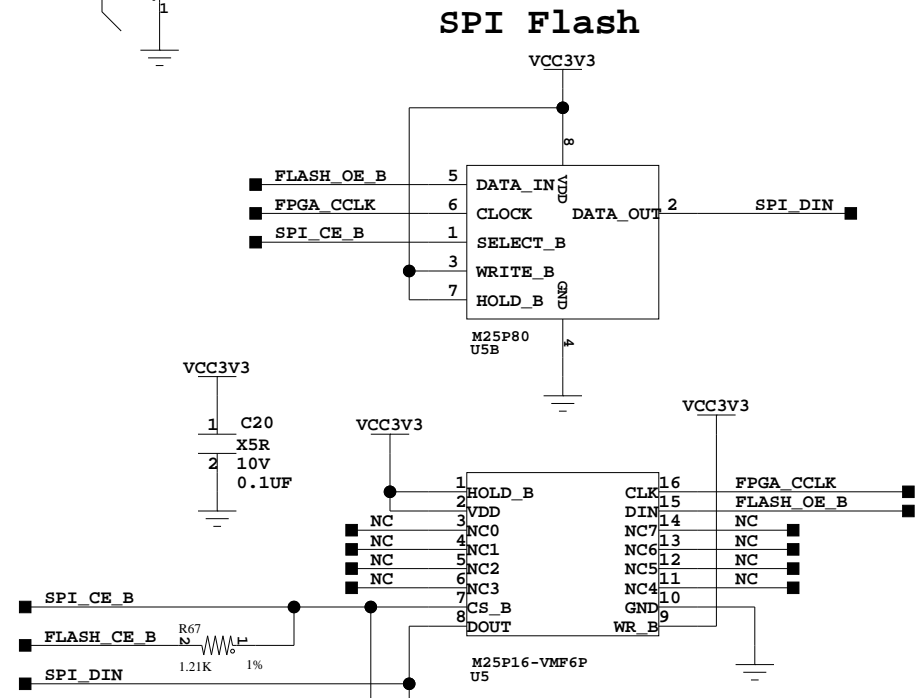 1
SPI Flash
VCC3V3
8
FLASH_OE_B 5 DATA_IN VDD
FPGA_CCLK 6 CLOCK DATA_OUT 2 SPI_DIN
SPI_CE_B 1 SELECT_B
3 WRITE_B
7 HOLD_B GND
M25P80
U5B
4
VCC3V3
1 C20
X5R
2 10V
0.1UF
VCC3V3
VCC3V3
1 HOLD_B CLK 16 FPGA_CCLK
2 VDD DIN 15 FLASH_OE_B
NC 3 NC0 NC7 14 NC
NC 4 NC1 NC6 13 NC
NC 5 NC2 NC5 12 NC
NC 6 NC3 NC4 11 NC
SPI_CE_B 7 CS_B GND 10
8 DOUT WR_B 9
FLASH_CE_B R67 2 1
1.21K 1%
M25P16-VMF6P
U5
SPI_DIN